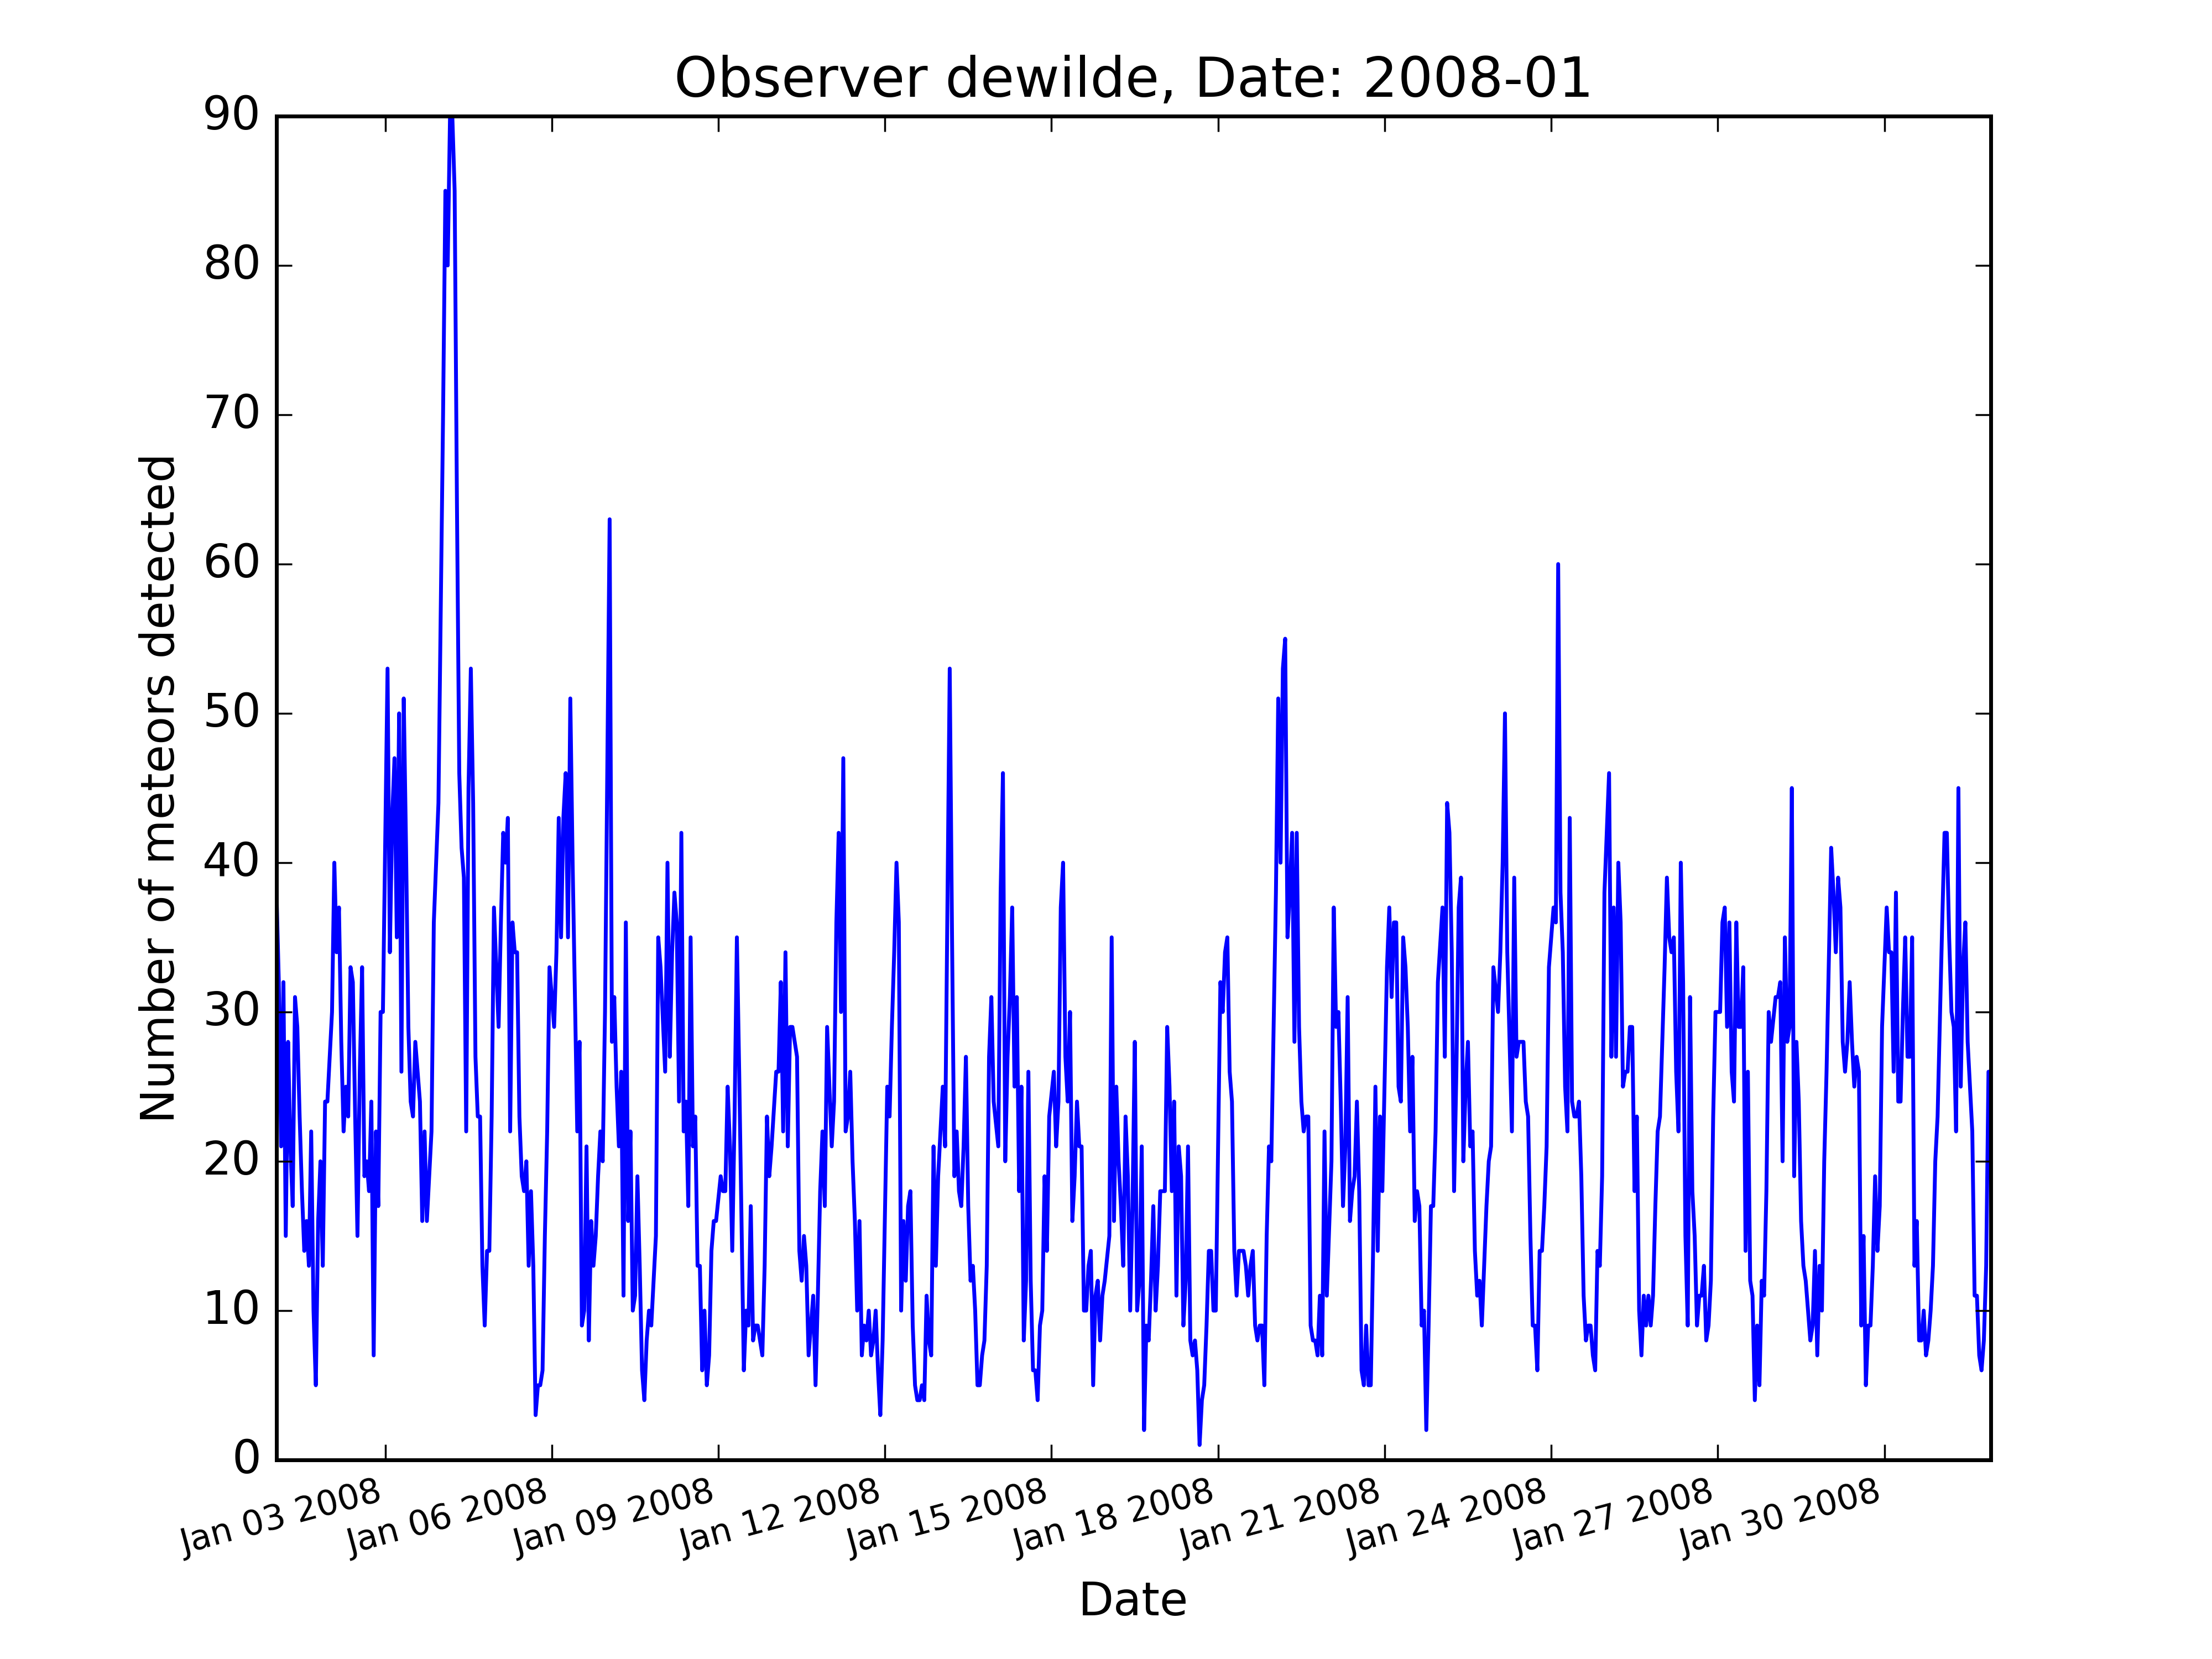 Observer dewilde, Date: 2008-01
90
80
70
60
50
40
30
20
10
0
Number of meteors detected
Jan 03 2008
Jan 06 2008
Jan 09 2008
Jan 12 2008
Jan 15 2008
Jan 18 2008
Jan 21 2008
Jan 24 2008
Jan 27 2008
Jan 30 2008
Date